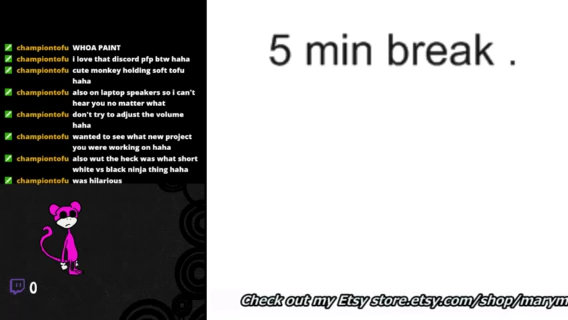 championtofu WHOA PAINT
championtofu i love that discord pfp btw haha
championtofu cute monkey holding soft tofu
haha
championtofu also on laptop speakers so i can't
hear you no matter what
championtofu don't try to adjust the volume
haha
championtofu wanted to see what new project
you were working on haha
championtofu also wut the heck was what short
white vs black ninja thing haha
championtofu was hilarious
5 min break .
0
Check out my Etsy store.etsy.com/shop/marym